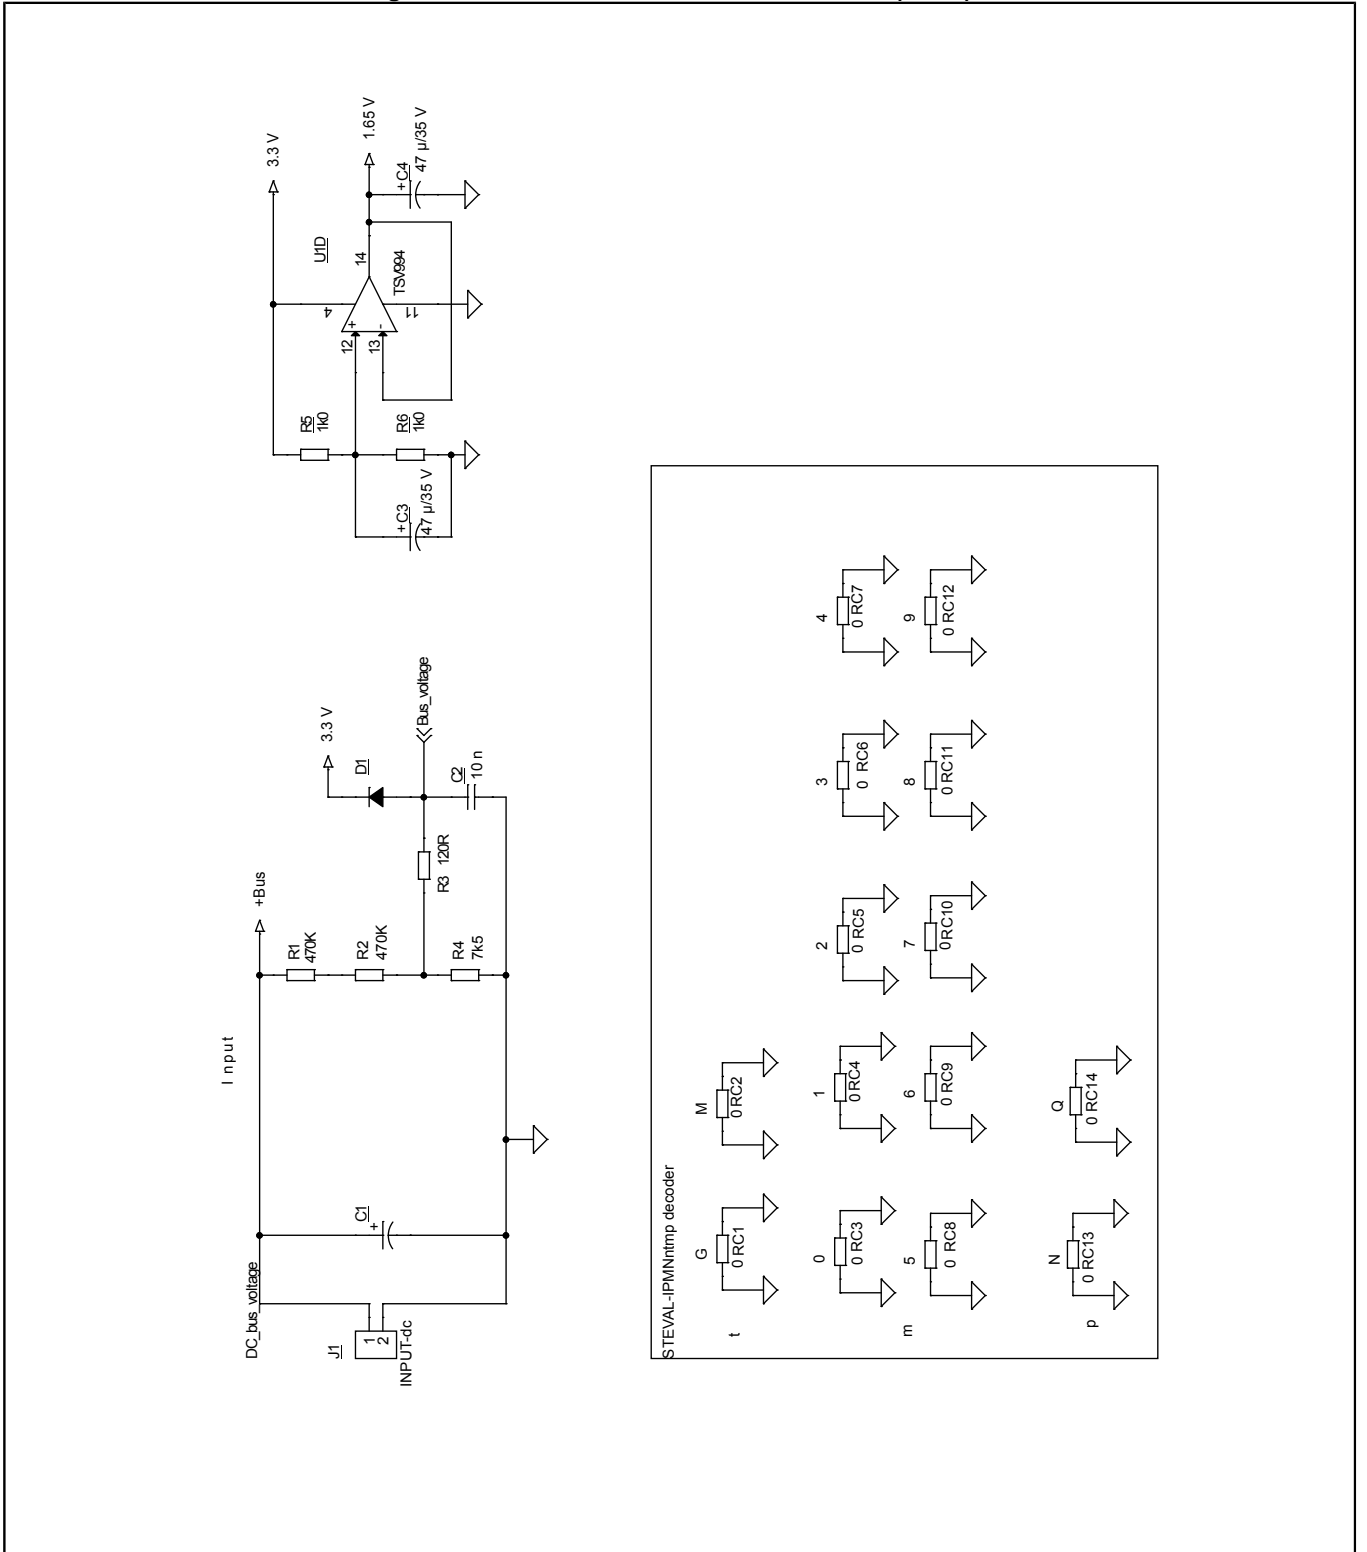 Input
DC_bus_voltage
J1
1
2
INPUT-dc
C1
+
+Bus
R1
470K
R2
470K
R4
7k5
R3 120R
D1
3.3 V
C2
10 n
Bus_voltage
+C3
47 µ/35 V
R5
1k0
R6
1k0
3.3 V
U1D
12
13
+
-
4
11
14
TSV994
1.65 V
+C4
47 µ/35 V
STEVAL-IPMNntmp decoder
t
G
0 RC1
M
0 RC2
m
0
0 RC3
1
0 RC4
2
0 RC5
3
0 RC6
4
0 RC7
5
0 RC8
6
0 RC9
7
0 RC10
8
0 RC11
9
0 RC12
p
N
0 RC13
Q
0 RC14